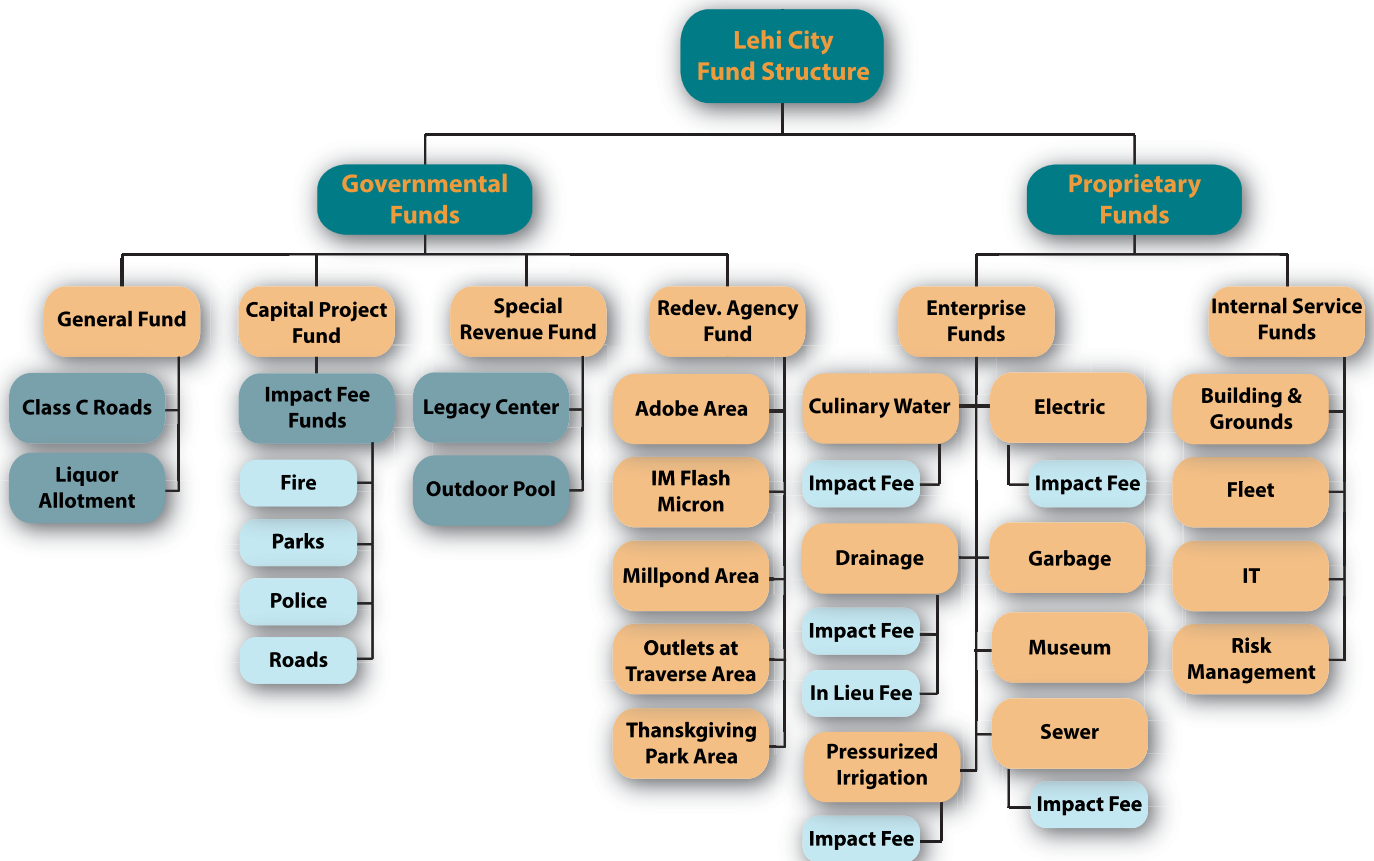 Lehi City
Fund Structure
Governmental
Funds
Proprietary
Funds
General Fund
Capital Project
Fund
Special
Revenue Fund
Redev. Agency
Fund
Enterprise
Funds
Internal Service
Funds
Class C Roads
Liquor
Allotment
Impact Fee
Funds
Fire
Parks
Police
Roads
Legacy Center
Outdoor Pool
Adobe Area
IM Flash
Micron
Millpond Area
Outlets at
Traverse Area
Thanskgiving
Park Area
Culinary Water
Impact Fee
Drainage
Impact Fee
In Lieu Fee
Pressurized
Irrigation
Impact Fee
Electric
Impact Fee
Garbage
Museum
Sewer
Impact Fee
Building &
Grounds
Fleet
IT
Risk
Management